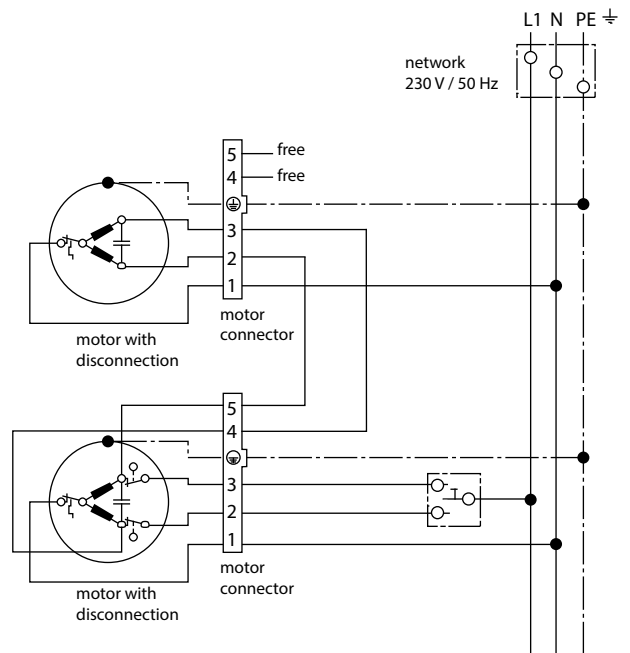 L1 N PE
network
230 V / 50 Hz
5 free
4 free
3
2
1
motor with
disconnection
motor
connector
5
4
3
2
1
motor with
disconnection
motor
connector